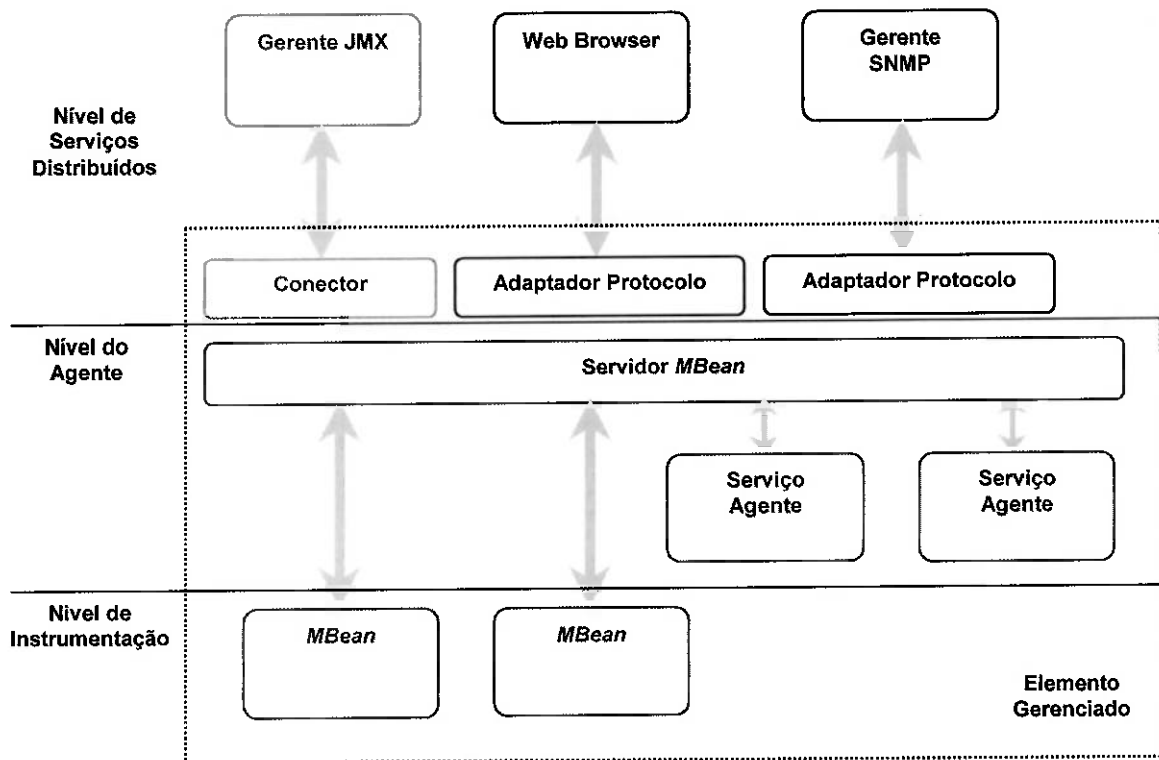 Gerente JMX
Web Browser
Gerente
SNMP
Nível de
Serviços
Distribuídos
Conector
Adaptador Protocolo
Adaptador Protocolo
Nível do
Agente
Servidor MBean
Serviço
Agente
Serviço
Agente
Nível de
Instrumentação
MBean
MBean
Elemento
Gerenciado